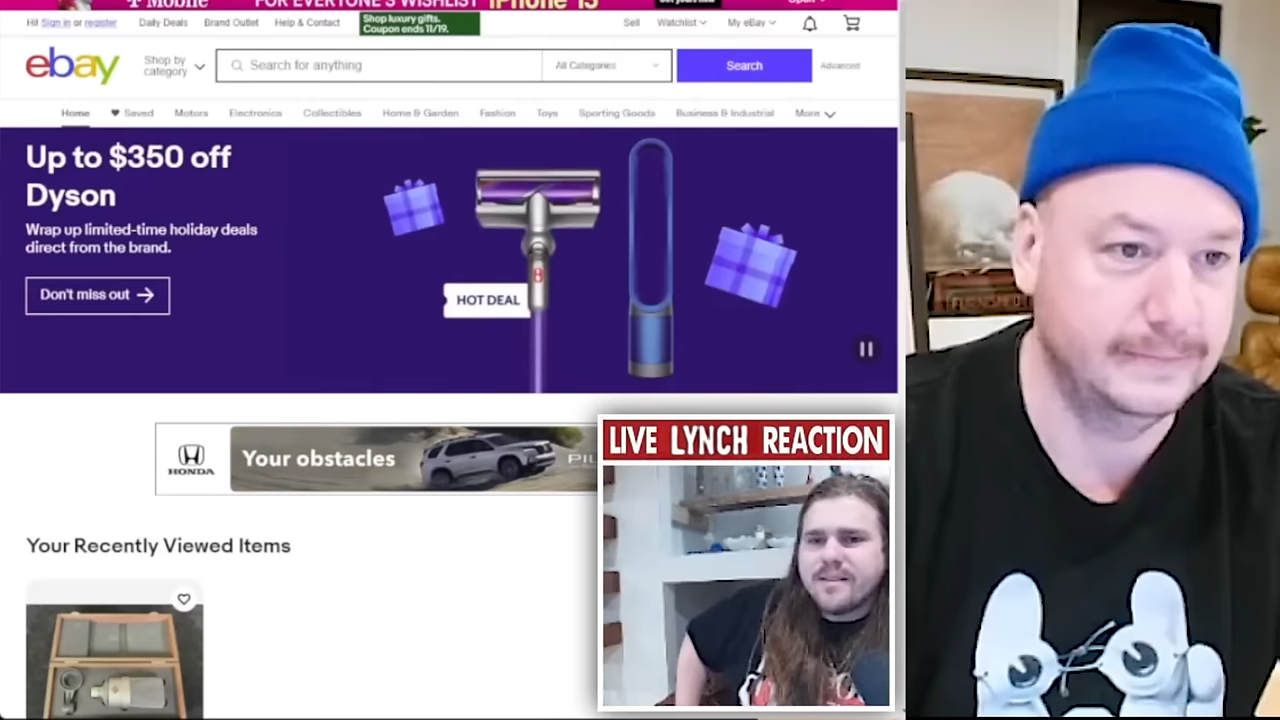 T Mobile
FOR EVERYONE'S WISHLIST iPhone 15
Hi! Sign in or register
Daily Deals
Brand Outlet
Help & Contact
Shop luxury gifts.
Coupon ends 11/19.
Sell
Watchlist
My eBay
ebay
Shop by
category
Search for anything
All Categories
Search
Advanced
Home
Saved
Motors
Electronics
Collectibles
Home & Garden
Fashion
Toys
Sporting Goods
Business & Industrial
More
Up to $350 off
Dyson
Wrap up limited-time holiday deals
direct from the brand.
Don't miss out
HOT DEAL
HONDA
Your obstacles
PIL
LIVE LYNCH REACTION
Your Recently Viewed Items